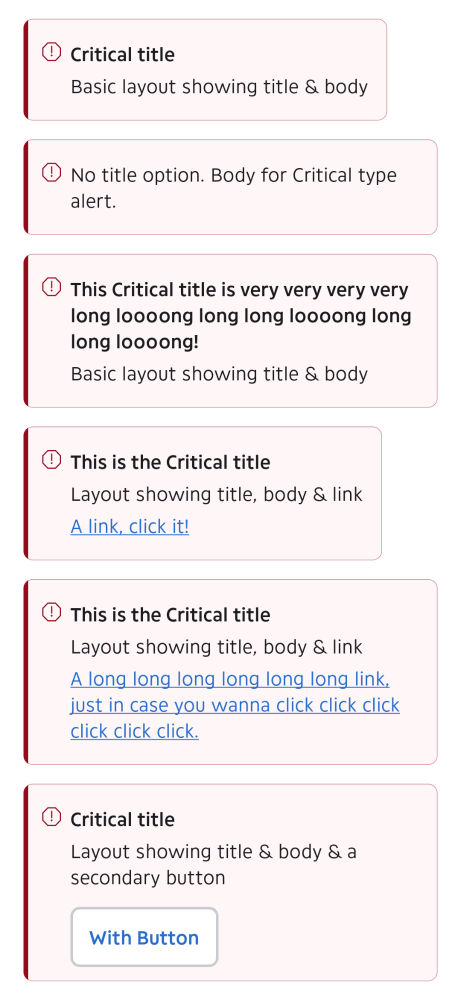 Critical title
Basic layout showing title & body
No title option. Body for Critical type
alert.
This Critical title is very very very very
long loooong long long loooong long
long loooong!
Basic layout showing title & body
This is the Critical title
Layout showing title, body & link
A link, click it!
This is the Critical title
Layout showing title, body & link
A long long long long long long link,
just in case you wanna click click click
click click click.
Critical title
Layout showing title & body & a
secondary button
With Button